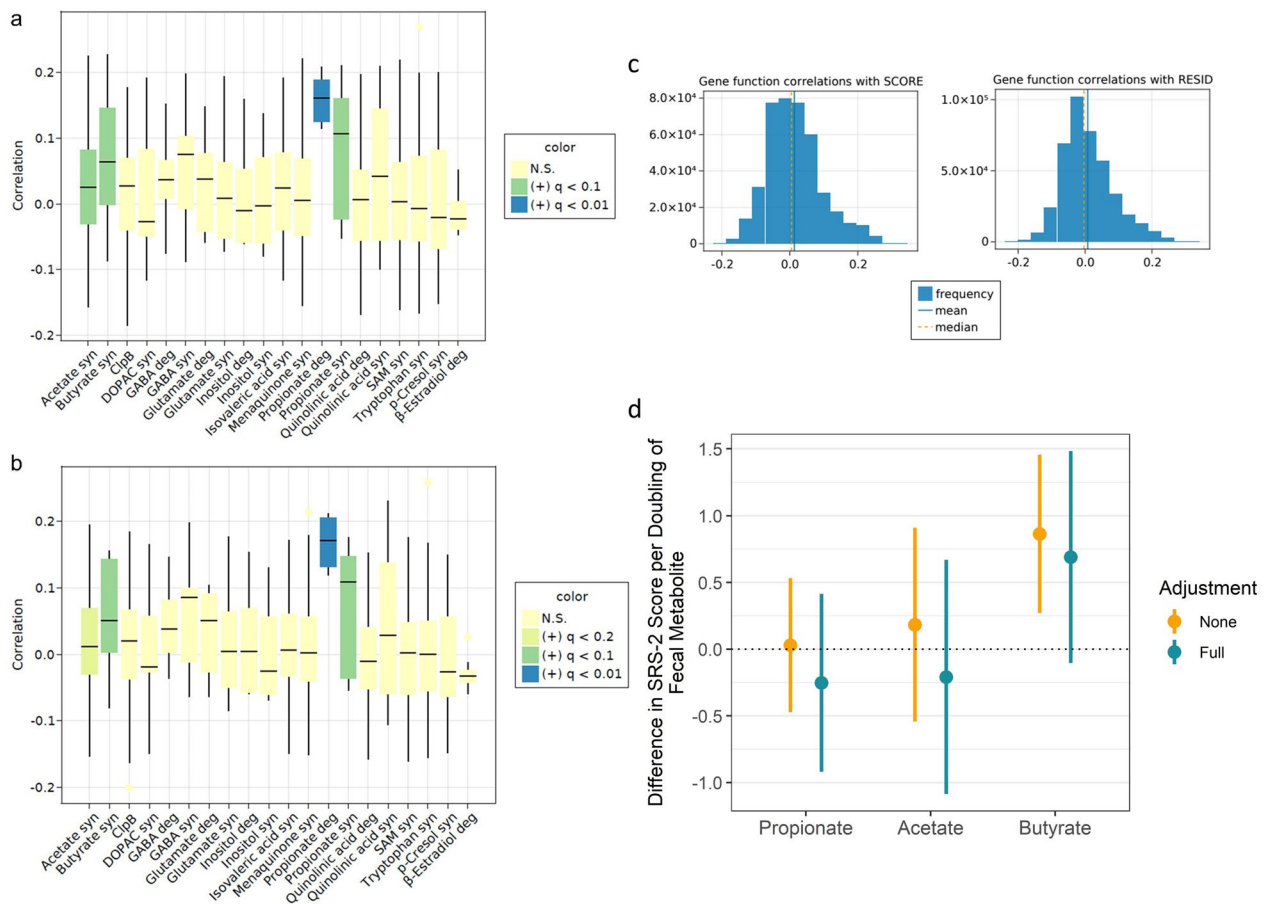 a
Correlation
0.2
0.1
0.0
-0.1
-0.2
Acetate syn
Butyrate syn
ClpB
DOPAC syn
GABA deg
GABA syn
Glutamate deg
Glutamate syn
Inositol deg
Inositol syn
Isovaleric acid syn
Menaquinone syn
Propionate deg
Propionate syn
Quinolinic acid deg
Quinolinic acid syn
SAM syn
Tryptophan syn
p-Cresol syn
β-Estradiol deg
color
N.S.
(+) q < 0.1
(+) q < 0.01
b
Correlation
0.2
0.1
0.0
-0.1
-0.2
Acetate syn
Butyrate syn
ClpB
DOPAC syn
GABA deg
GABA syn
Glutamate deg
Glutamate syn
Inositol deg
Inositol syn
Isovaleric acid syn
Menaquinone syn
Propionate deg
Propionate syn
Quinolinic acid deg
Quinolinic acid syn
SAM syn
Tryptophan syn
p-Cresol syn
β-Estradiol deg
color
N.S.
(+) q < 0.2
(+) q < 0.1
(+) q < 0.01
c
Gene function correlations with SCORE
8.0×10⁴
6.0×10⁴
4.0×10⁴
2.0×10⁴
0
-0.2
0.0
0.2
Gene function correlations with RESID
1.0×10⁵
5.0×10⁴
0
-0.2
0.0
0.2
frequency
mean
median
d
Difference in SRS-2 Score per Doubling of
Fecal Metabolite
1.5
1.0
0.5
0.0
-0.5
-1.0
Propionate
Acetate
Butyrate
Adjustment
None
Full